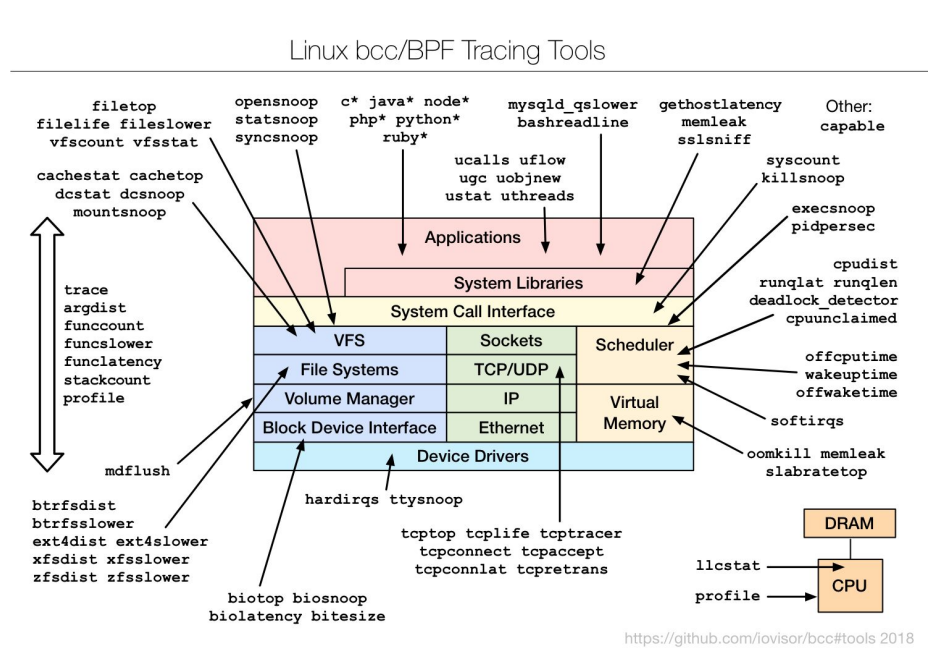 Linux bcc/BPF Tracing Tools
filetop
filelife fileslower
vfscount vfsstat
opensnoop
statsnoop
syncsnoop
c* java* node*
php* python*
ruby*
mysqld_qslower
bashreadline
gethostlatency
memleak
sslsniff
Other:
capable
ucalls uflow
ugc uobjnew
ustat uthreads
syscount
killsnoop
cachestat cachetop
dcstat dcsnoop
mountsnoop
execsnoop
pidpersec
trace
argdist
funccount
funcslower
funclatency
stackcount
profile
Applications
System Libraries
System Call Interface
VFS
Sockets
Scheduler
File Systems
TCP/UDP
Volume Manager
IP
Virtual
Memory
Block Device Interface
Ethernet
Device Drivers
cpudist
runqlat runqlen
deadlock_detector
cpuunclaimed
offcputime
wakeuptime
offwaketime
softirqs
oomkill memleak
slabratetop
mdflush
hardirqs ttysnoop
btrfsdist
btrfsslower
ext4dist ext4slower
xfsdist xfsslower
zfsdist zfsslower
tcptop tcplife tcptracer
tcpconnect tcpaccept
tcpconnlat tcpretrans
biotop biosnoop
biolatency bitesize
DRAM
llcstat
CPU
profile
https://github.com/iovisor/bcc#tools 2018